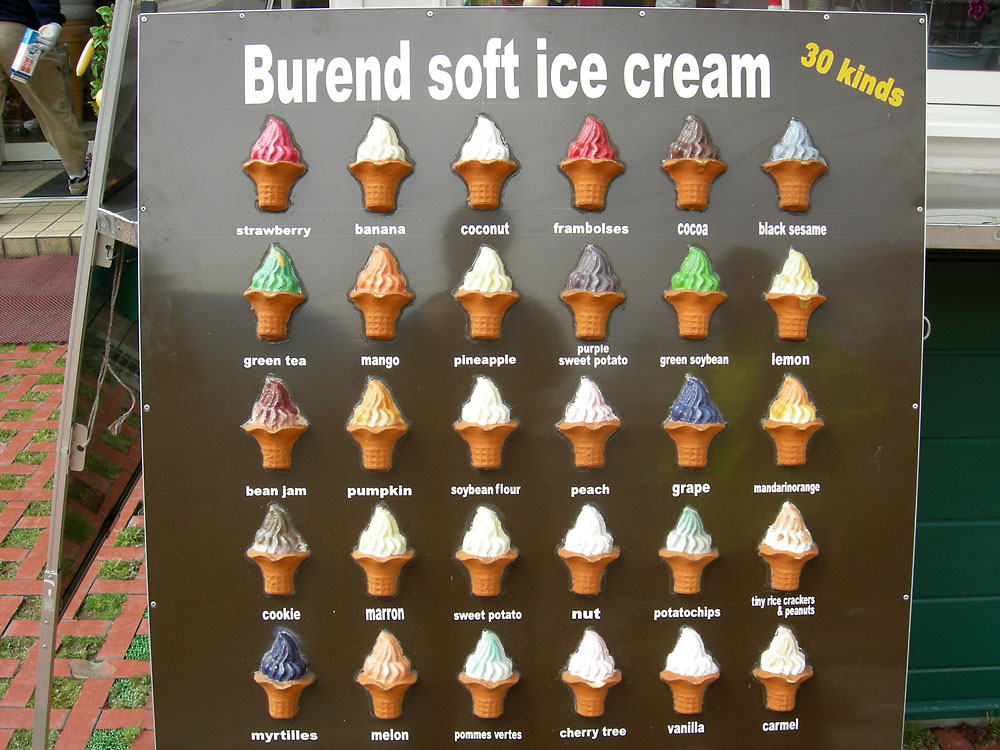 Burend soft ice cream
30 kinds
strawberry banana coconut framboises cocoa black sesame
green tea mango pineapple purple sweet potato green soybean lemon
bean jam pumpkin soybean flour peach grape mandarinorange
cookie marron sweet potato nut potatochips tiny rice crackers & peanuts
myrtilles melon pommes vertes cherry tree vanilla carmel